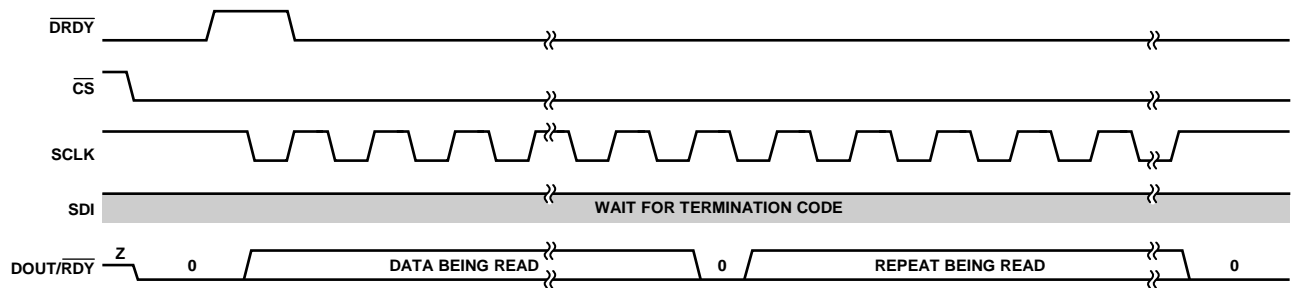 DRDY
CS
SCLK
SDI
WAIT FOR TERMINATION CODE
DOUT/RDY
Z
0
DATA BEING READ
0
REPEAT BEING READ
0